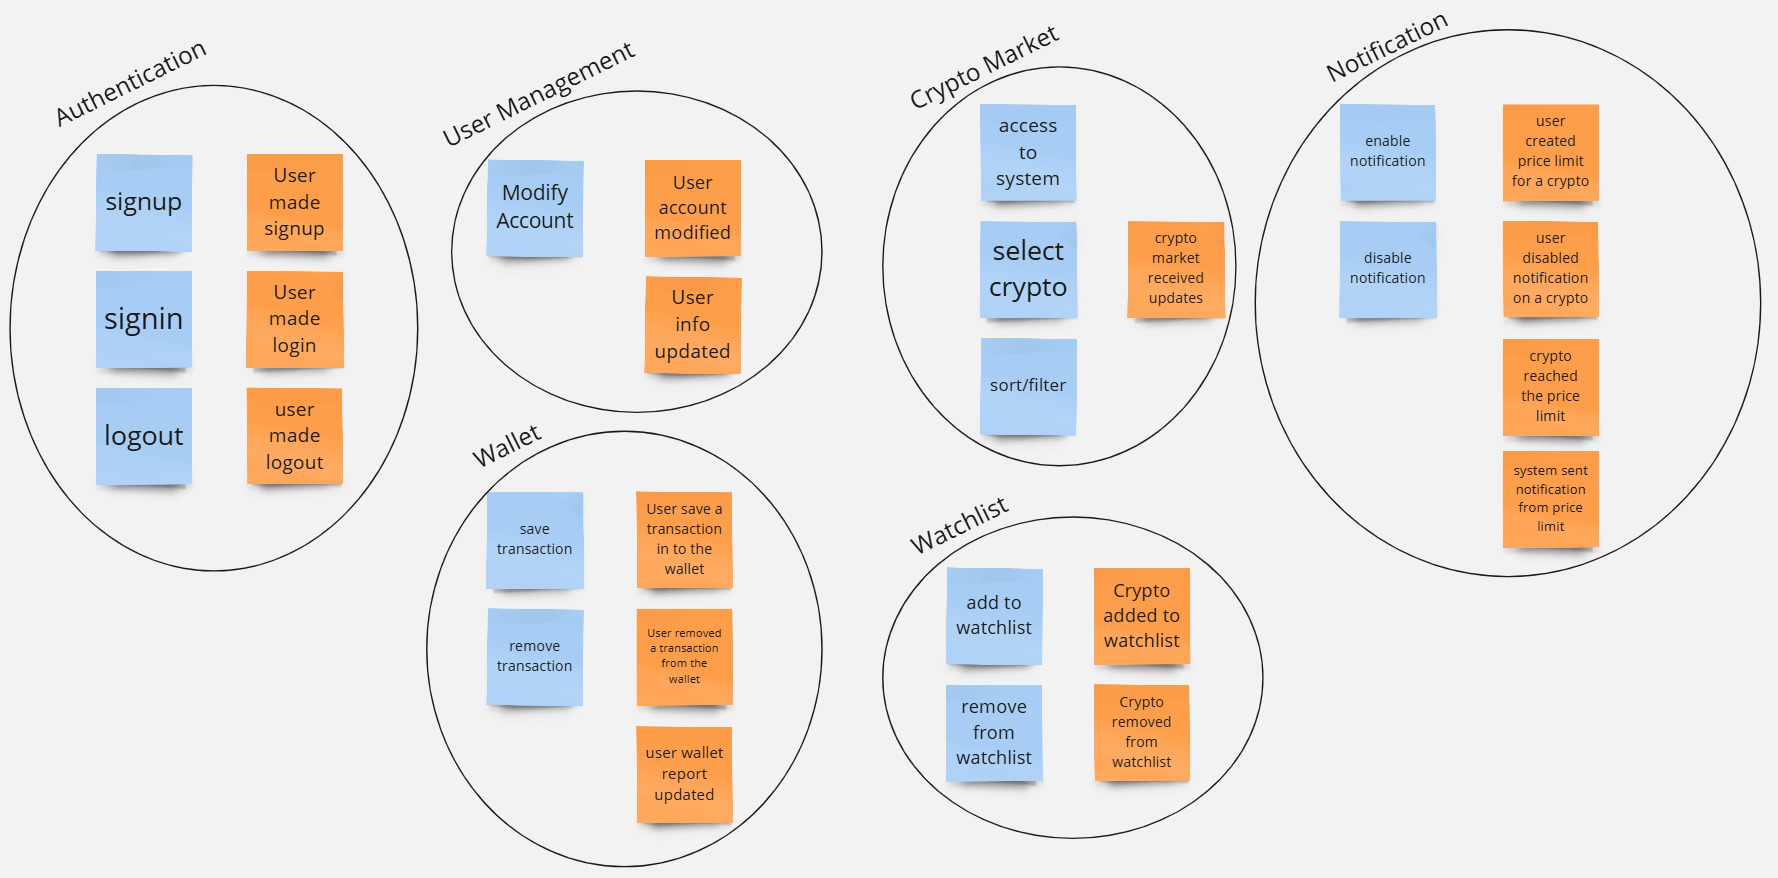 Authentication
signup
User
made
signup
signin
User
made
login
logout
user
made
logout
User Management
Modify
Account
User
account
modified
User
info
updated
Wallet
save
transaction
User save a
transaction
in to the
wallet
remove
transaction
User removed
a transaction
from the
wallet
user wallet
report
updated
Crypto Market
access
to
system
select
crypto
crypto
market
received
updates
sort/filter
Watchlist
add to
watchlist
Crypto
added to
watchlist
remove
from
watchlist
Crypto
removed
from
watchlist
Notification
enable
notification
user
created
price limit
for a crypto
disable
notification
user
disabled
notification
on a crypto
crypto
reached
the price
limit
system sent
notification
from price
limit